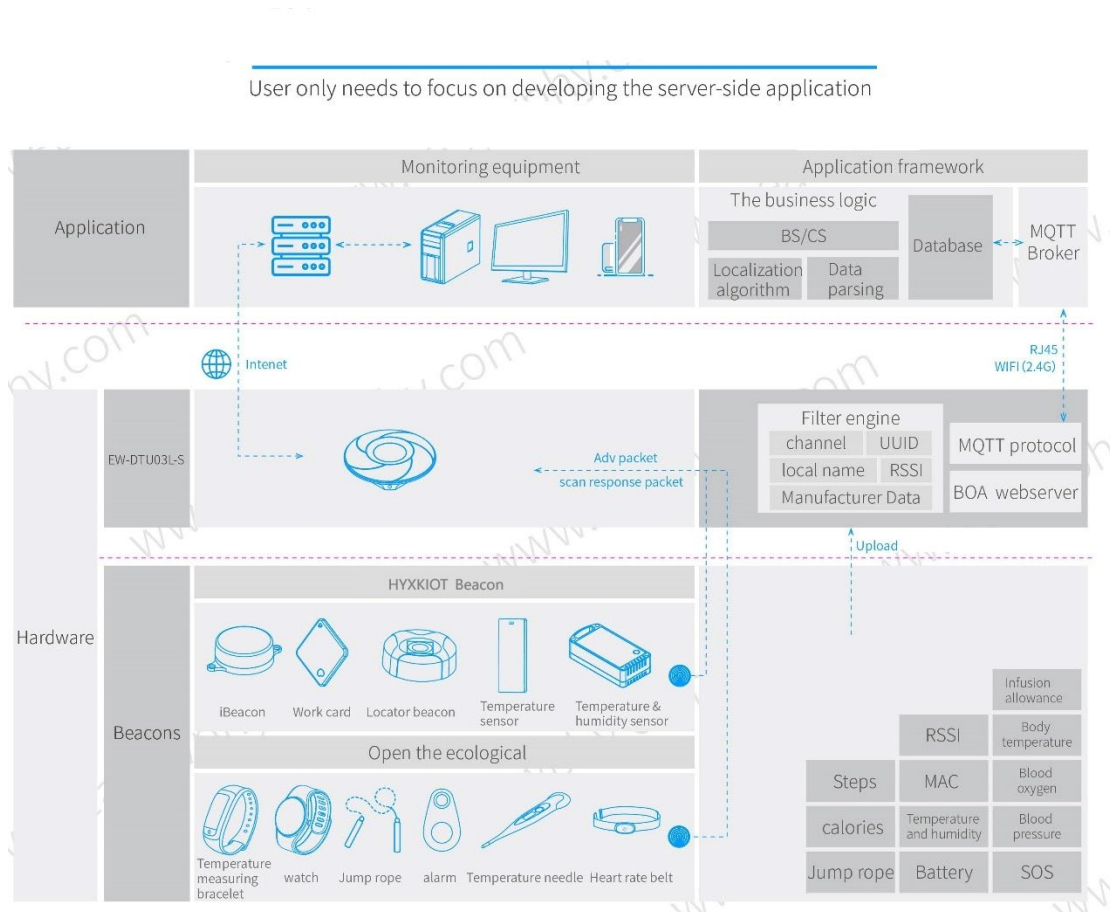 User only needs to focus on developing the server-side application
Monitoring equipment
Application framework
Application
The business logic
BS/CS
Localization
algorithm
Data
parsing
Database
MQTT
Broker
Intenet
RJ45
WIFI (2.4G)
EW-DTU03L-S
Adv packet
scan response packet
Filter engine
channel
UUID
local name
RSSI
Manufacturer Data
MQTT protocol
BOA webserver
Upload
Hardware
Beacons
HYXKIOT Beacon
iBeacon
Work card
Locator beacon
Temperature
sensor
Temperature &
humidity sensor
Open the ecological
Temperature
measuring
bracelet
watch
Jump rope
alarm
Temperature needle
Heart rate belt
Infusion
allowance
RSSI
Body
temperature
Steps
MAC
Blood
oxygen
calories
Temperature
and humidity
Blood
pressure
Jump rope
Battery
SOS